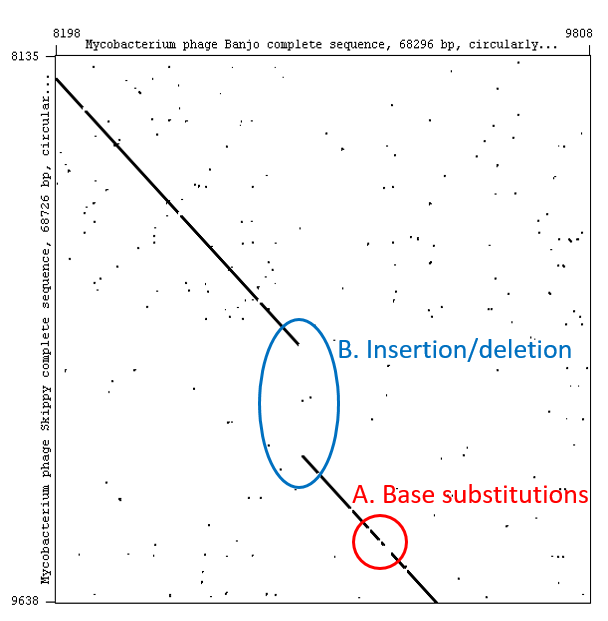 8198
9808
Mycobacterium phage Banjo complete sequence, 68296 bp, circularly...
8135
Mycobacterium phage Skippy complete sequence, 68726 bp, circular...
B. Insertion/deletion
A. Base substitutions
9638